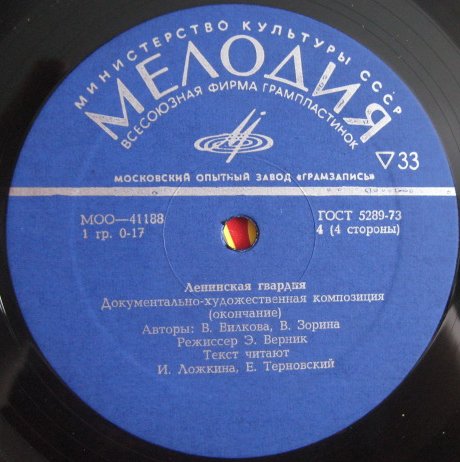 МИНИСТЕРСТВО КУЛЬТУРЫ СССР
МЕЛОДИЯ
ВСЕСОЮЗНАЯ ФИРМА ГРАМПЛАСТИНОК
▽33
МОСКОВСКИЙ ОПЫТНЫЙ ЗАВОД «ГРАМЗАПИСЬ»
МОО—41188 ГОСТ 5289-73
1 гр. 0-17 4 (4 стороны)
Ленинская гвардия
Документально-художественная композиция
(окончание)
Авторы: В. Вилкова, В. Зорина
Режиссер Э. Верник
Текст читают
И. Ложкина, Е. Терновский